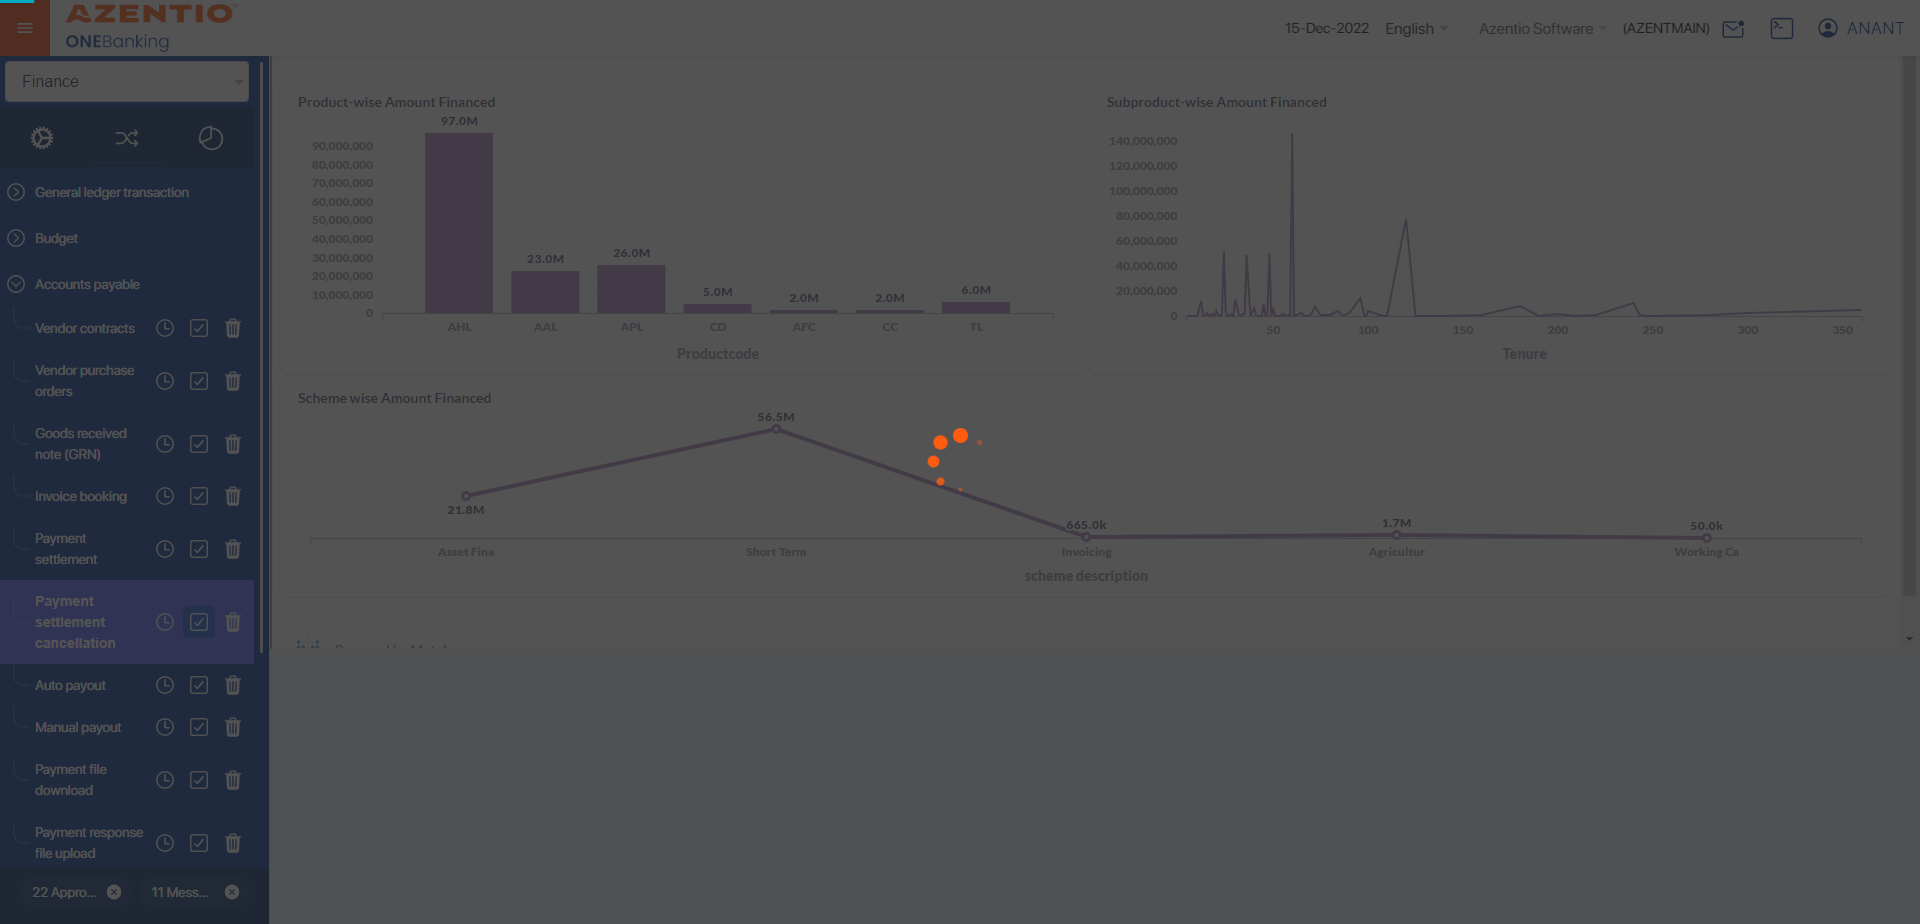 AZENTIO
ONEBanking
15-Dec-2022
English
Azentio Software
(AZENTMAIN)
ANANT
Finance
General ledger transaction
Budget
Accounts payable
Vendor contracts
Vendor purchase
orders
Goods received
note (GRN)
Invoice booking
Payment
settlement
Payment
settlement
cancellation
Auto payout
Manual payout
Payment file
download
Payment response
file upload
22 Appro...
11 Mess...
Product-wise Amount Financed
97.0M
90,000,000
80,000,000
70,000,000
60,000,000
50,000,000
40,000,000
30,000,000
20,000,000
10,000,000
0
23.0M
26.0M
5.0M
2.0M
2.0M
6.0M
AHL
AAL
APL
CD
AFC
CC
TL
Productcode
Subproduct-wise Amount Financed
140,000,000
120,000,000
100,000,000
80,000,000
60,000,000
40,000,000
20,000,000
0
50
100
150
200
250
300
350
Tenure
Scheme wise Amount Financed
56.5M
21.8M
665.0k
1.7M
50.0k
Asset Fina
Short Term
Invoicing
Agricultur
Working Ca
scheme description